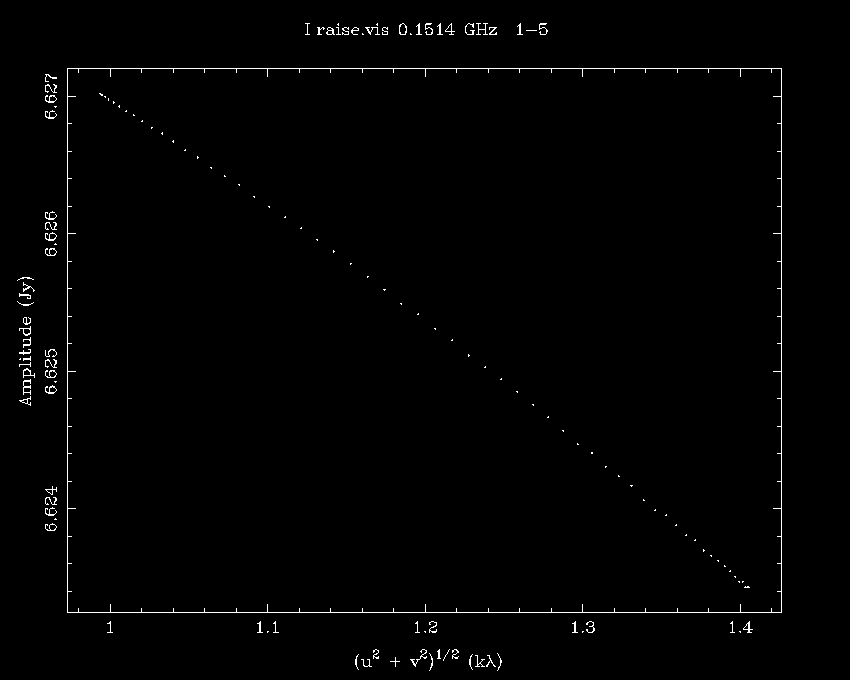 I raise.vis 0.1514 GHz 1-5
6.627
6.626
6.625
6.624
Amplitude (Jy)
1 1.1 1.2 1.3 1.4
(u² + v²)^1/2 (kλ)